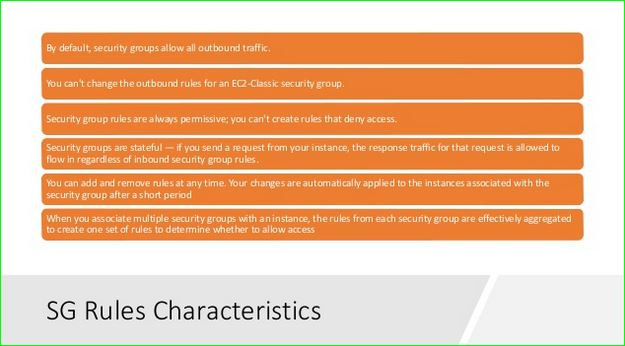 By default, security groups allow all outbound traffic.
You can't change the outbound rules for an EC2-Classic security group.
Security group rules are always permissive; you can't create rules that deny access.
Security groups are stateful — if you send a request from your instance, the response traffic for that request is allowed to
flow in regardless of inbound security group rules.
You can add and remove rules at any time. Your changes are automatically applied to the instances associated with the
security group after a short period
When you associate multiple security groups with an instance, the rules from each security group are effectively aggregated
to create one set of rules to determine whether to allow access
SG Rules Characteristics